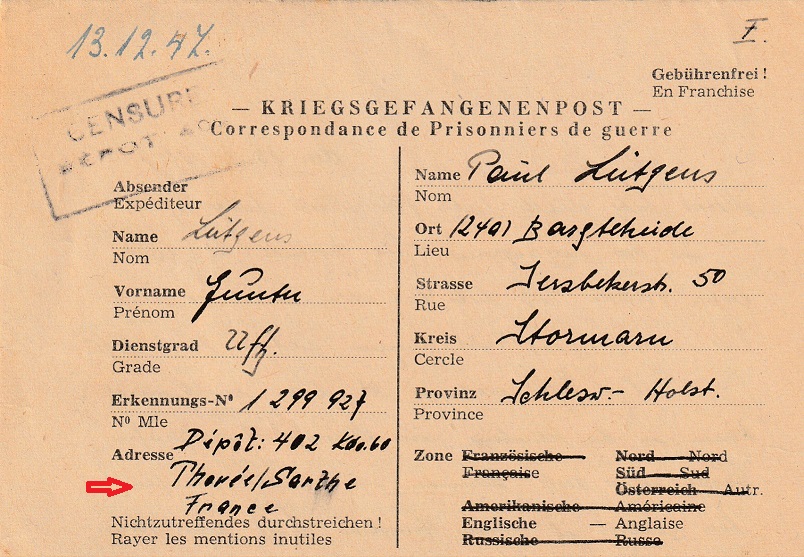 13.12.47.
F.
Gebührenfrei!
En Franchise
CENSURE
DEPOT
— KRIEGSGEFANGENENPOST —
Correspondance de Prisonniers de guerre
Absender
Expéditeur
Name Lütgens
Nom
Vorname Günter
Prénom
Dienstgrad Uffz.
Grade
Erkennungs-Nº 1 299 927
Nº Mle
Adresse Dépôt: 402 Kdo. 60
Thorée/Sarthe
France
Nichtzutreffendes durchstreichen!
Rayer les mentions inutiles
Name Paul Lütgens
Nom
Ort (24a) Bargteheide
Lieu
Strasse Jersbekerstr. 50
Rue
Kreis Stormarn
Cercle
Provinz Schlesw.- Holst.
Province
Zone Französische Nord — Nord
Française Süd — Sud
Österreich — Autr.
Amerikanische — Américaine
Englische — Anglaise
Russische — Russe